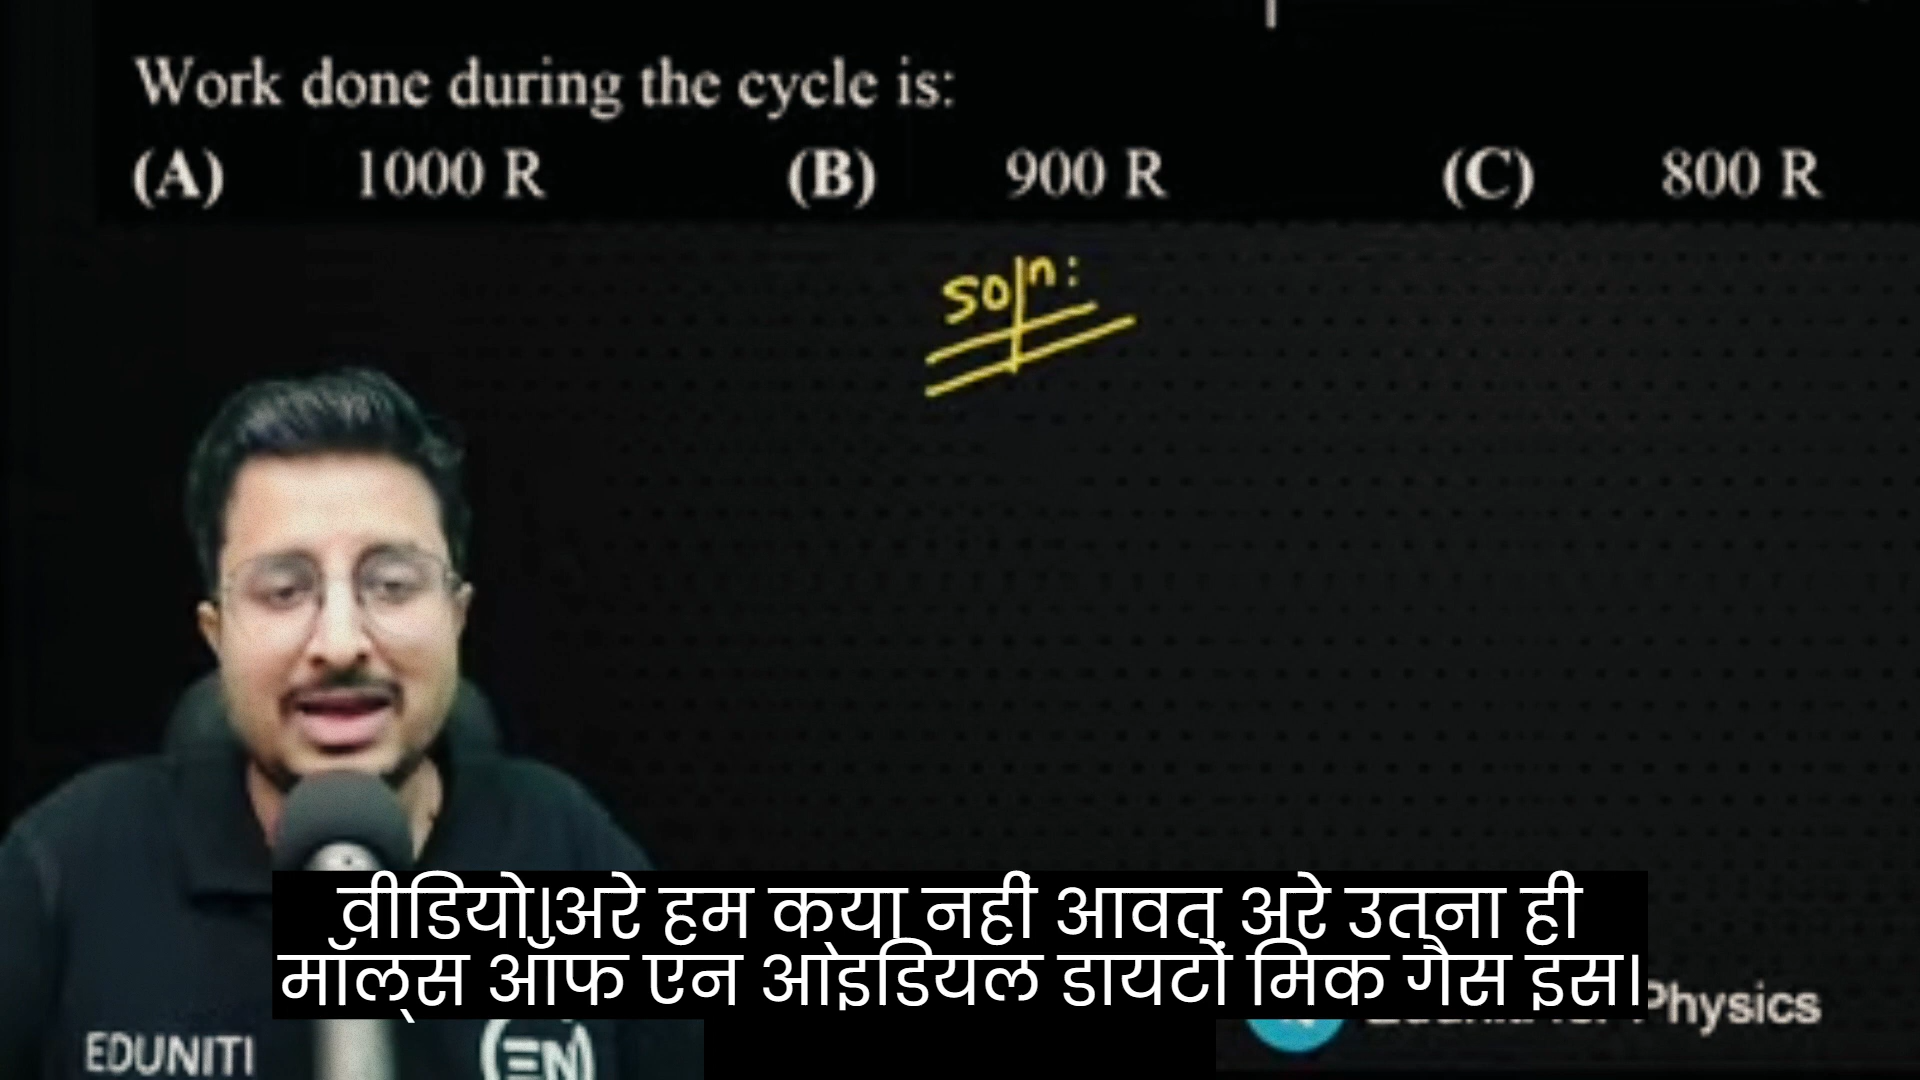 Work done during the cycle is:
(A) 1000 R (B) 900 R (C) 800 R
Soln:
वीडियो।अरे हम क्या नहीं आवत अरे उतना ही
मॉल्स ऑफ एन आइडियल डायटों मिक गैस इस।
Physics
EDUNITI
EN